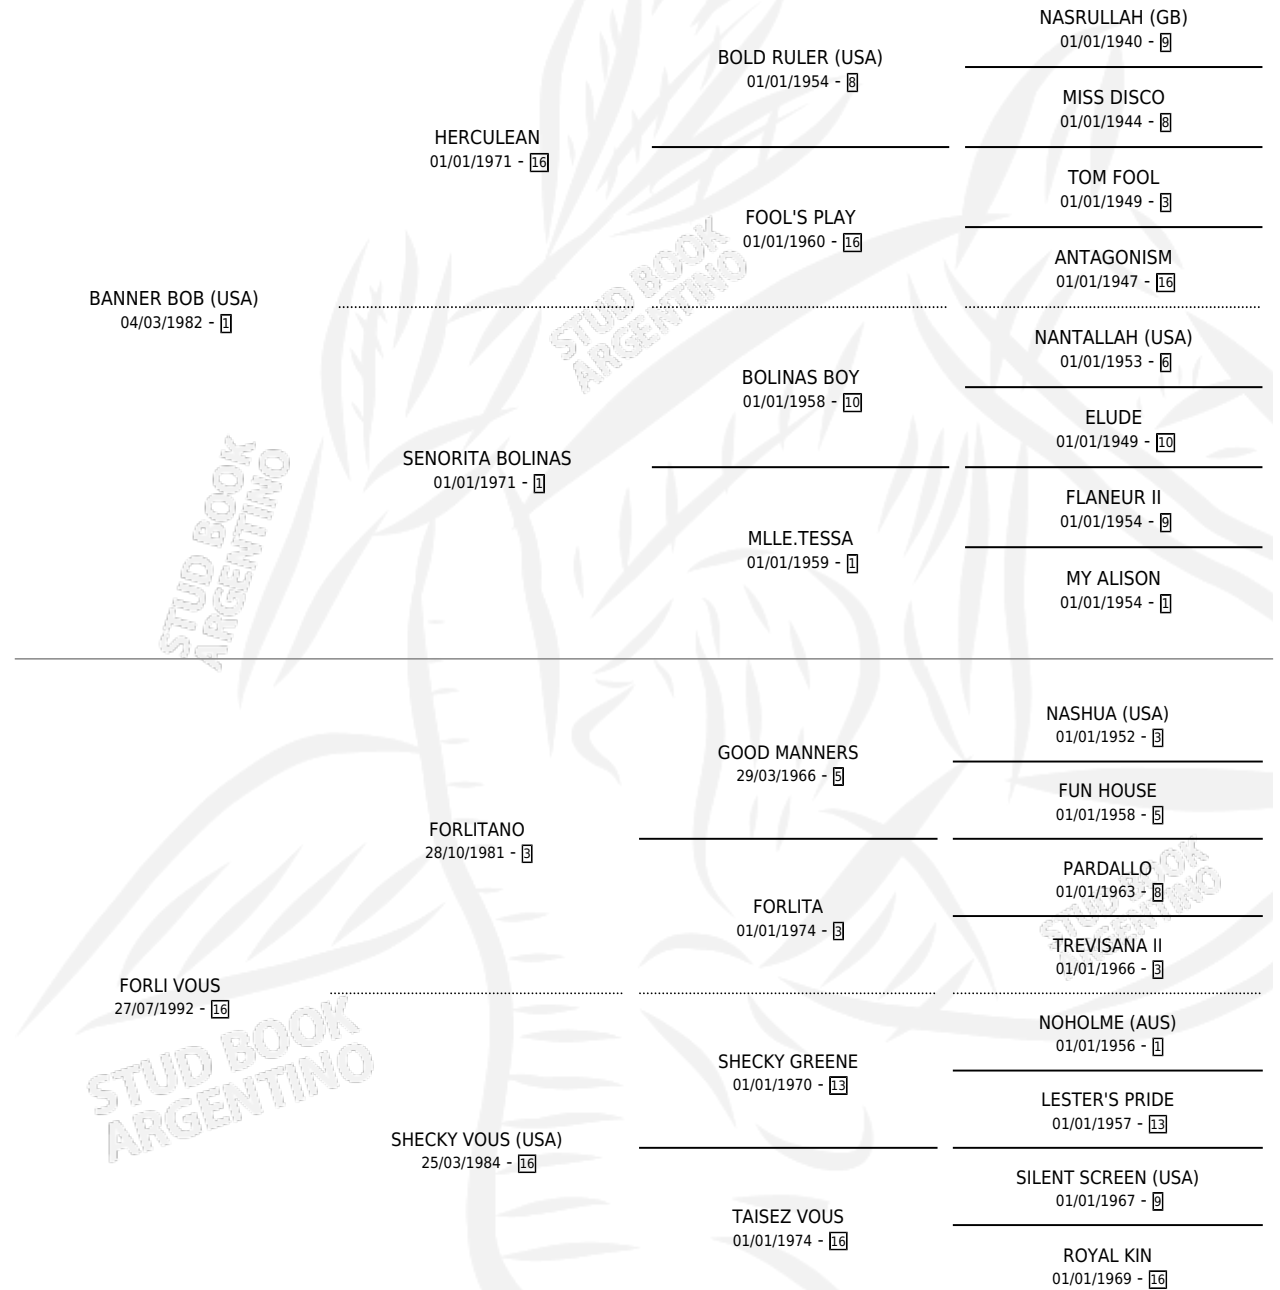 NASRULLAH (GB)
01/01/1940 - 9
BOLD RULER (USA)
01/01/1954 - 8
MISS DISCO
01/01/1944 - 8
HERCULEAN
01/01/1971 - 16
TOM FOOL
01/01/1949 - 3
FOOL'S PLAY
01/01/1960 - 16
ANTAGONISM
01/01/1947 - 16
STUD BOOK
ARGENTINO
BANNER BOB (USA)
04/03/1982 - 1
NANTALLAH (USA)
01/01/1953 - 6
BOLINAS BOY
01/01/1958 - 10
ELUDE
01/01/1949 - 10
SENORITA BOLINAS
01/01/1971 - 1
FLANEUR II
01/01/1954 - 9
MLLE.TESSA
01/01/1959 - 1
MY ALISON
01/01/1954 - 1
STUD BOOK
ARGENTINO
NASHUA (USA)
01/01/1952 - 3
GOOD MANNERS
29/03/1966 - 5
FUN HOUSE
01/01/1958 - 5
FORLITANO
28/10/1981 - 3
PARDALLO
01/01/1963 - 8
FORLITA
01/01/1974 - 3
TREVISANA II
01/01/1966 - 3
STUD BOOK
ARGENTINO
FORLI VOUS
27/07/1992 - 16
NOHOLME (AUS)
01/01/1956 - 1
SHECKY GREENE
01/01/1970 - 13
LESTER'S PRIDE
01/01/1957 - 13
STUD BOOK
ARGENTINO
SHECKY VOUS (USA)
25/03/1984 - 16
SILENT SCREEN (USA)
01/01/1967 - 9
TAISEZ VOUS
01/01/1974 - 16
ROYAL KIN
01/01/1969 - 16